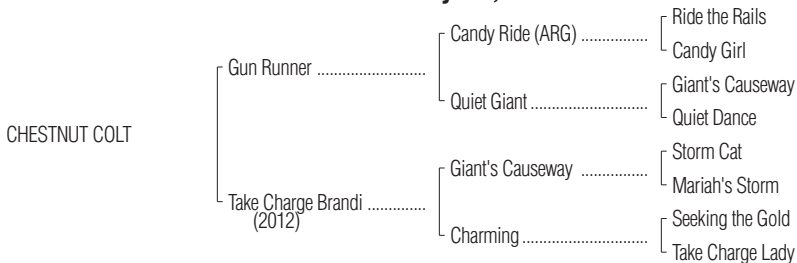 Ride the Rails
Candy Ride (ARG) ................
Candy Girl
Gun Runner ..........................
Giant's Causeway
Quiet Giant............................
Quiet Dance
CHESTNUT COLT
Storm Cat
Giant's Causeway ................
Mariah's Storm
Take Charge Brandi ..............
(2012)
Seeking the Gold
Charming..............................
Take Charge Lady